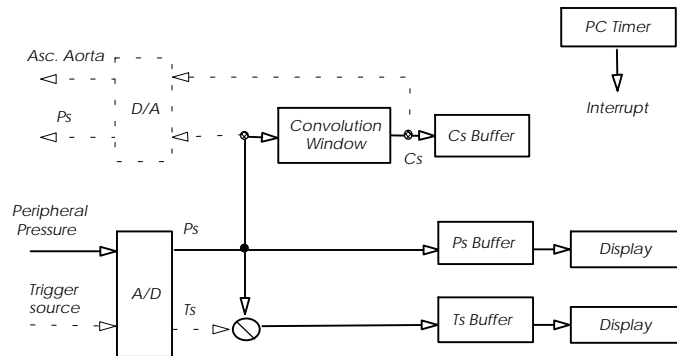 PC Timer
Interrupt
Asc. Aorta
D/A
Ps
Convolution
Window
Cs
Cs Buffer
Peripheral
Pressure
Ps
Ps Buffer
Display
A/D
Trigger
source
Ts
Ts Buffer
Display